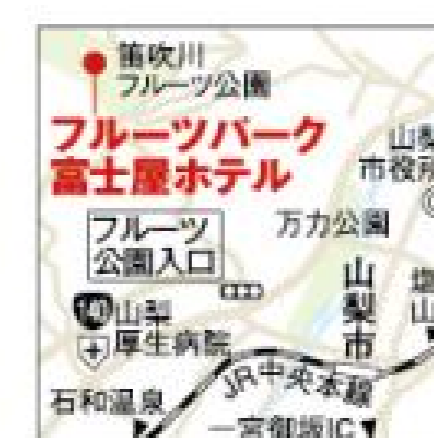 笛吹川
フルーツ公園
フルーツパーク
富士屋ホテル
山梨
市役所
万力公園
フルーツ
公園入口
山梨市
塩
山
140
山梨
厚生病院
JR中央本線
石和温泉
一宮御坂IC